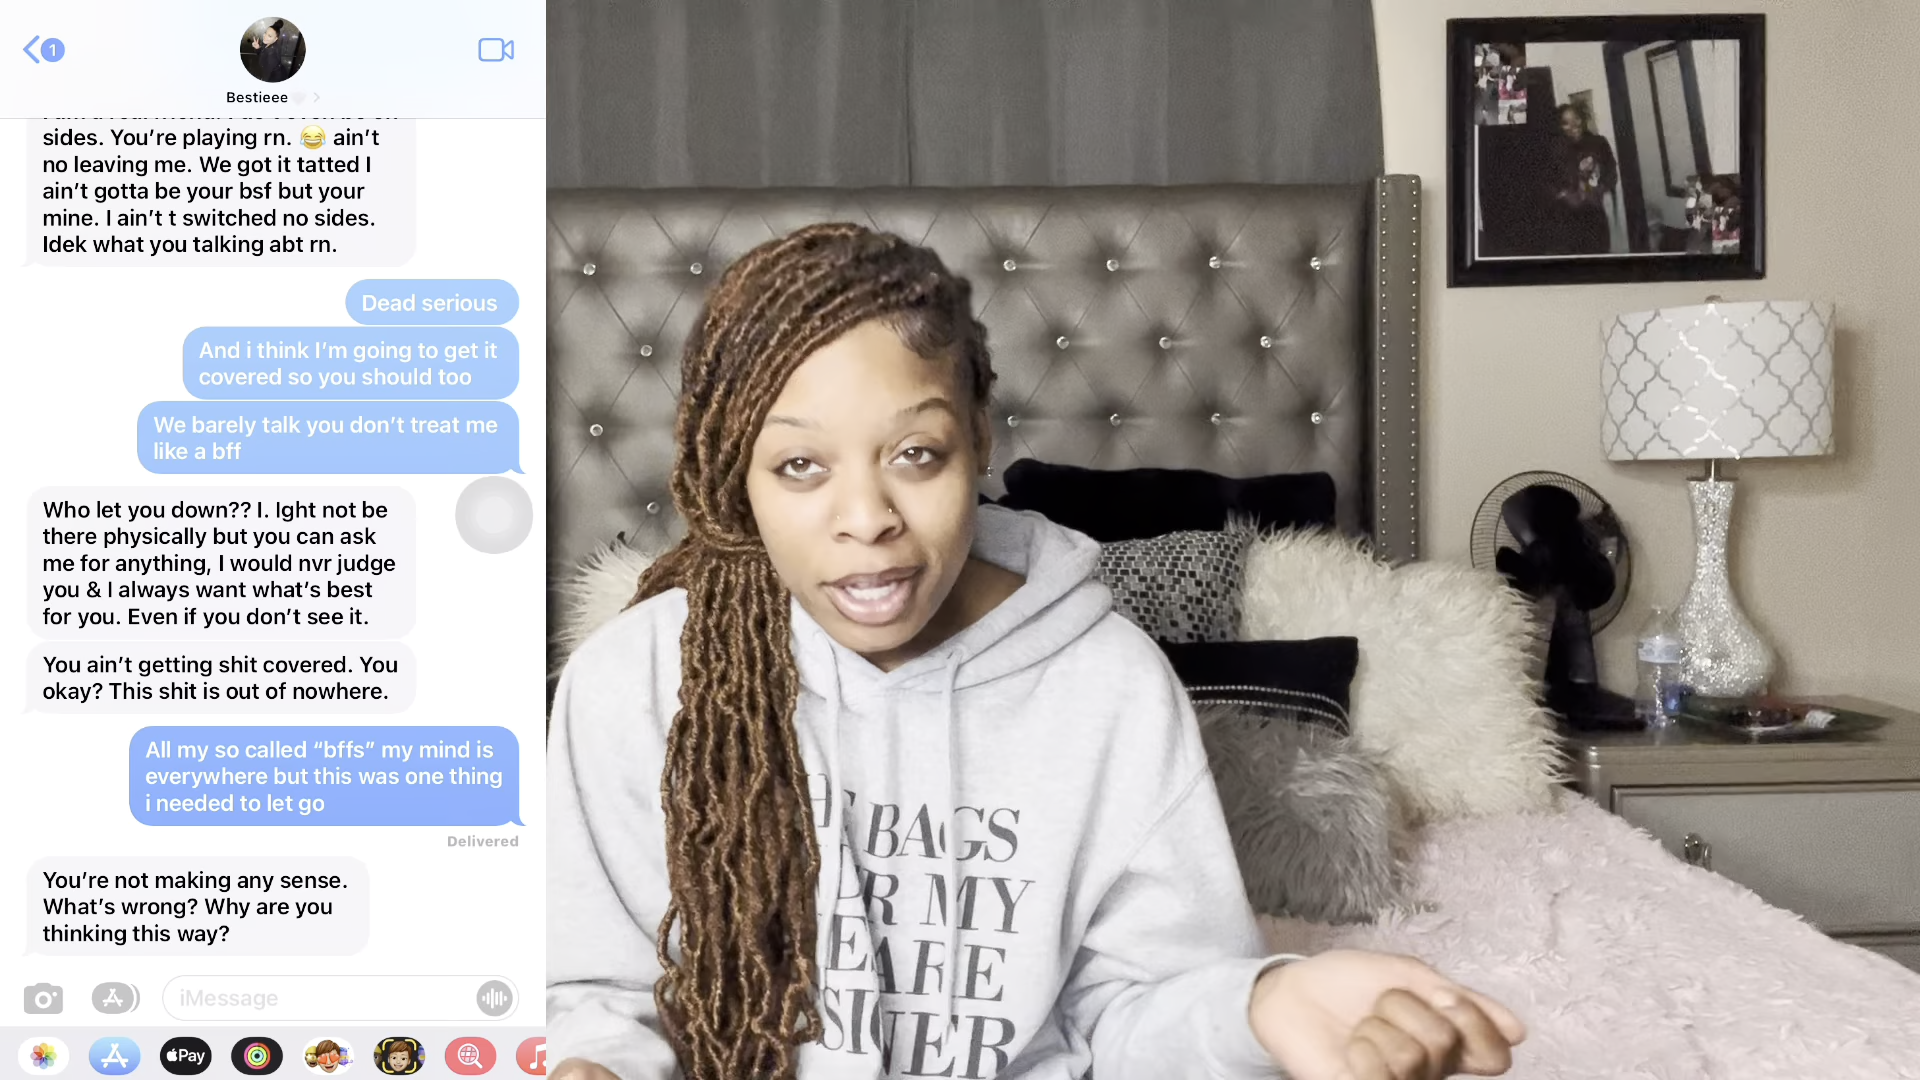 1
Bestieee
sides. You're playing rn. 😂 ain't
no leaving me. We got it tatted I
ain't gotta be your bsf but your
mine. I ain't t switched no sides.
Idek what you talking abt rn.
Dead serious
And i think I'm going to get it
covered so you should too
We barely talk you don't treat me
like a bff
Who let you down?? I. Ight not be
there physically but you can ask
me for anything, I would nvr judge
you & I always want what's best
for you. Even if you don't see it.
You ain't getting shit covered. You
okay? This shit is out of nowhere.
All my so called “bffs” my mind is
everywhere but this was one thing
i needed to let go
Delivered
You're not making any sense.
What's wrong? Why are you
thinking this way?
iMessage
Pay
BAGS
MY